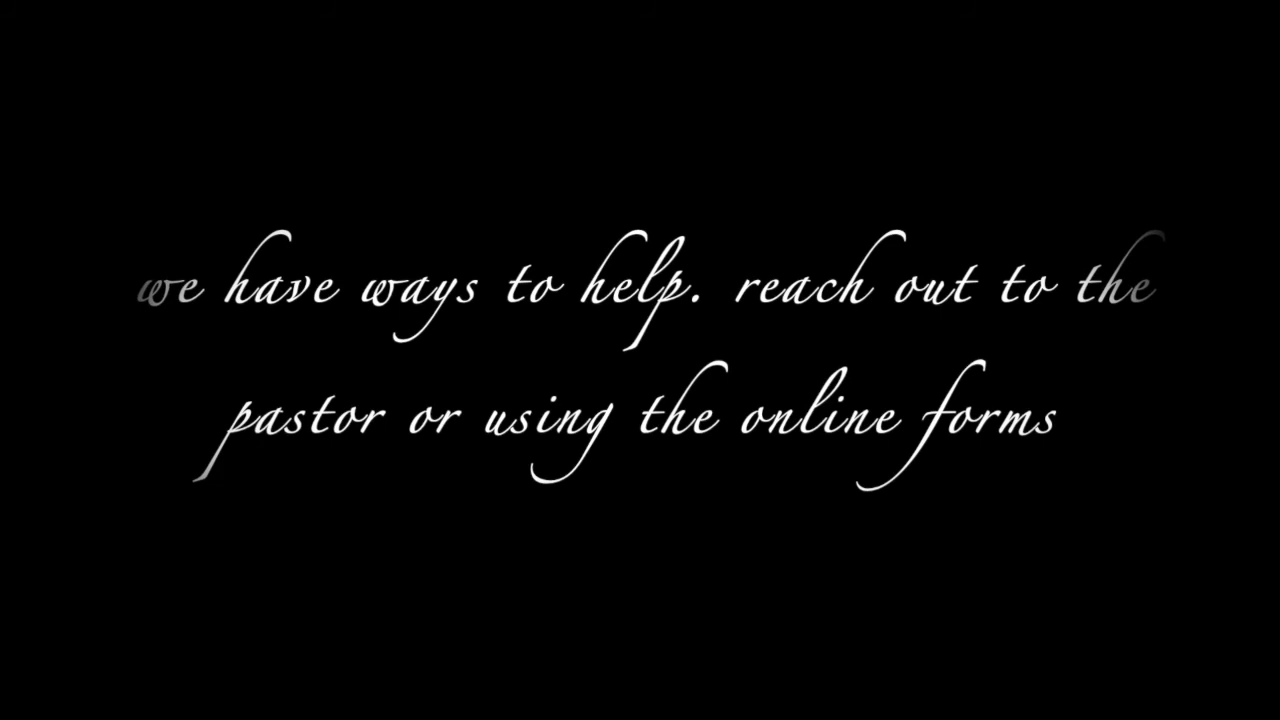 we have ways to help. reach out to the
pastor or using the online forms